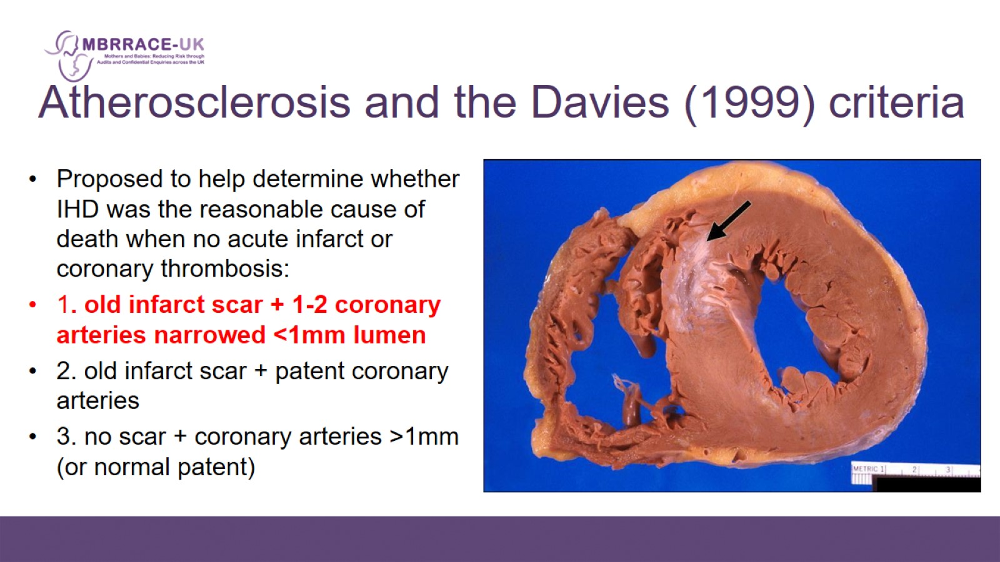 MBRRACE-UK
Mothers and Babies: Reducing Risk through
Audits and Confidential Enquiries across the UK
Atherosclerosis and the Davies (1999) criteria
• Proposed to help determine whether
IHD was the reasonable cause of
death when no acute infarct or
coronary thrombosis:
• 1. old infarct scar + 1-2 coronary
arteries narrowed <1mm lumen
• 2. old infarct scar + patent coronary
arteries
• 3. no scar + coronary arteries >1mm
(or normal patent)
METRIC 1 2 3